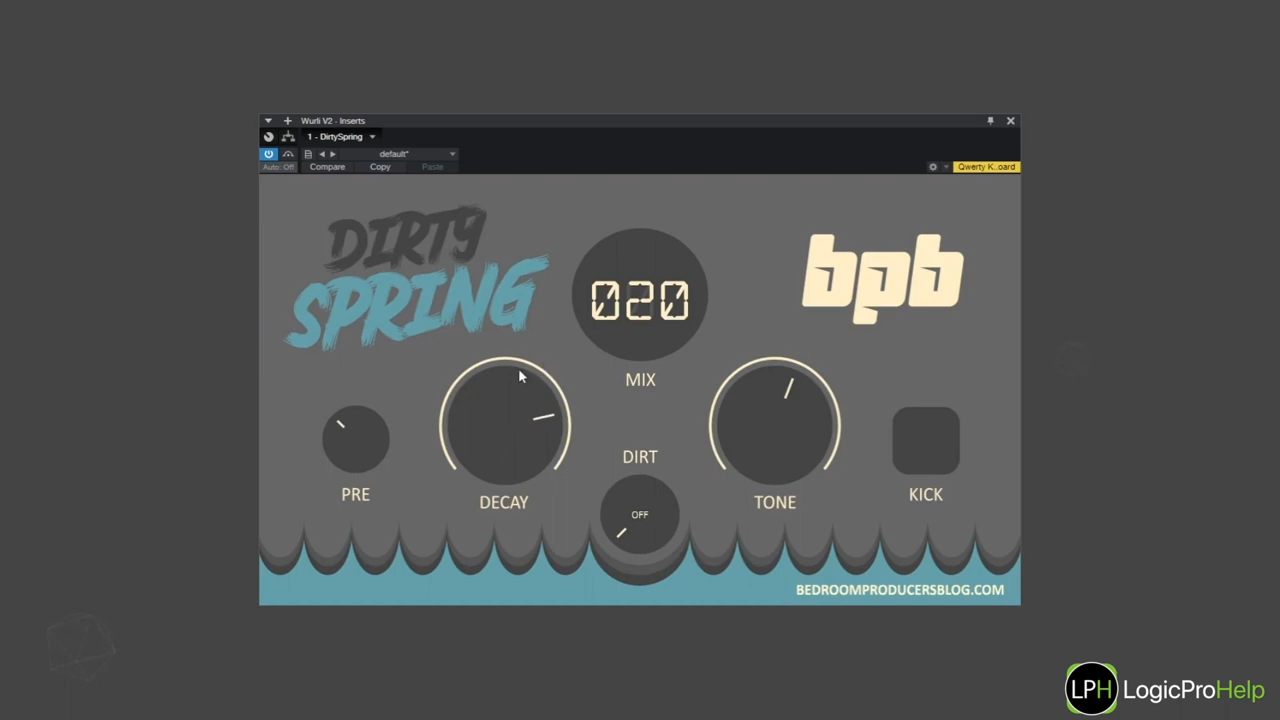 Wurli V2 - Inserts
1 - DirtySpring
default*
Auto: Off
Compare
Copy
Paste
Qwerty K..oard
DIRTY
SPRING
020
bpb
MIX
DIRT
PRE
DECAY
OFF
TONE
KICK
BEDROOMPRODUCERSBLOG.COM
LPH LogicProHelp